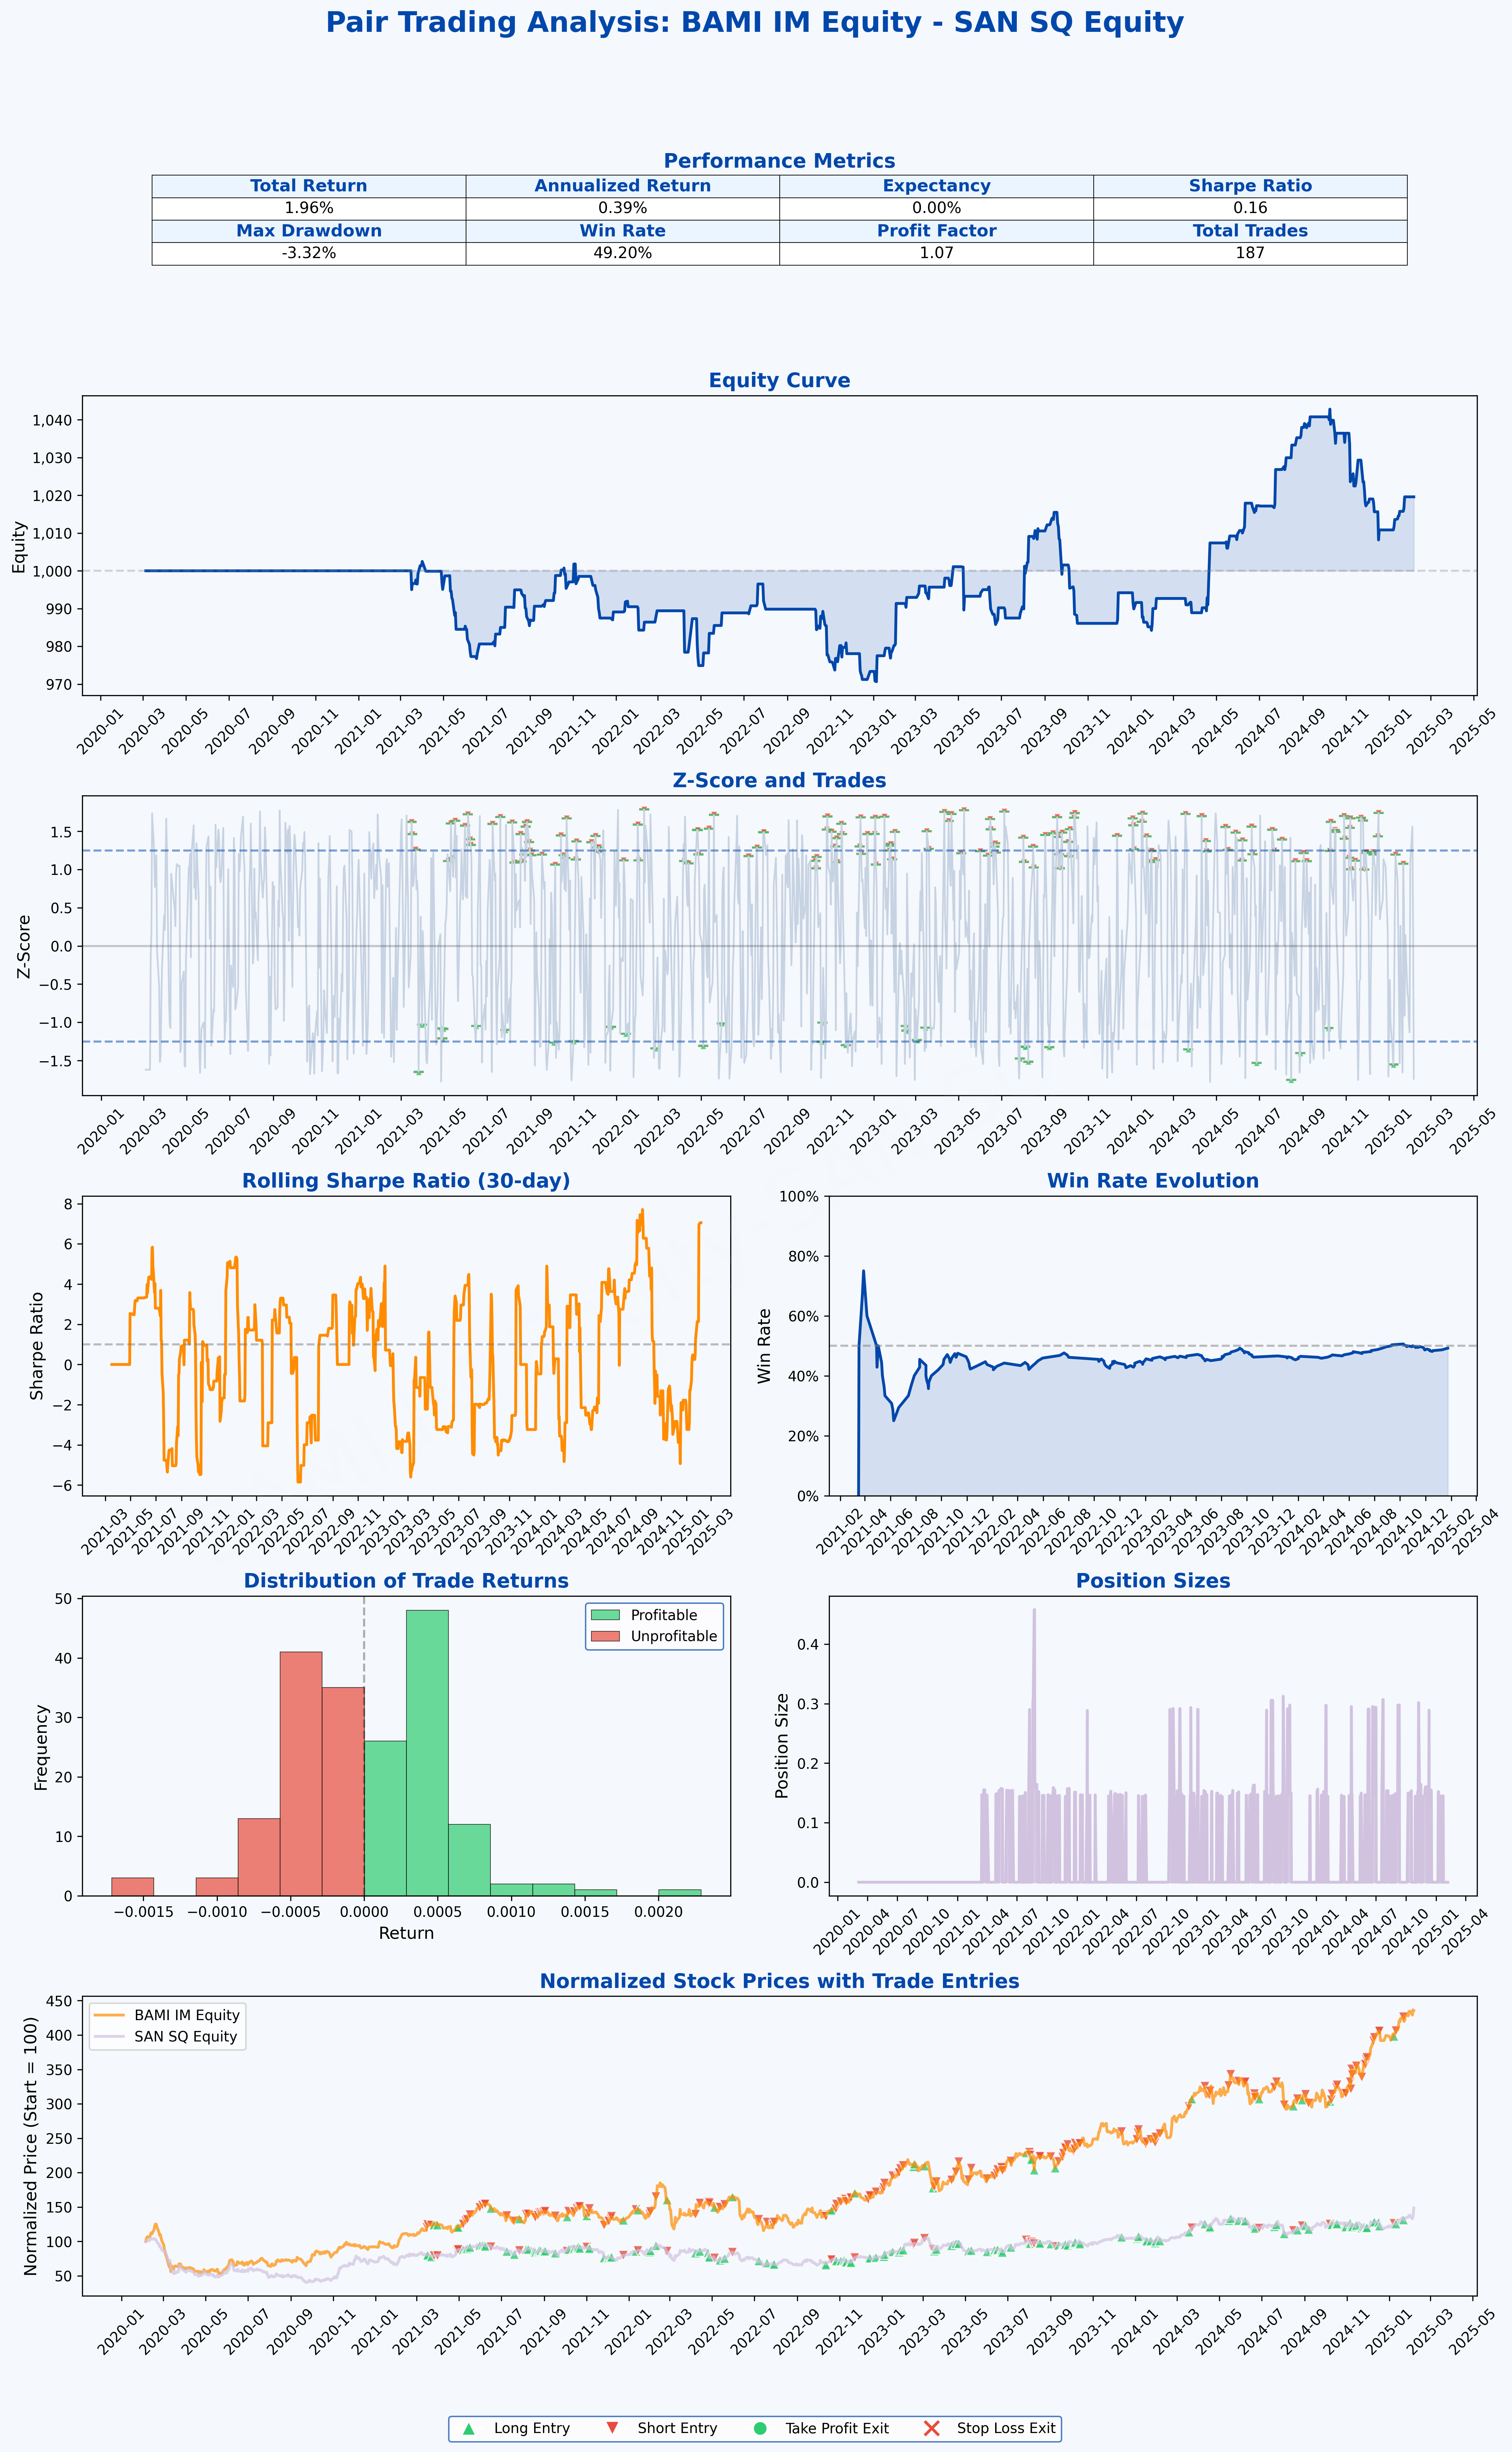 Pair Trading Analysis: BAMI IM Equity - SAN SQ Equity
Performance Metrics
Total Return Annualized Return Expectancy Sharpe Ratio
1.96% 0.39% 0.00% 0.16
Max Drawdown Win Rate Profit Factor Total Trades
-3.32% 49.20% 1.07 187
Equity Curve
Equity
1,040
1,030
1,020
1,010
1,000
990
980
970
2020-01 2020-03 2020-05 2020-07 2020-09 2020-11 2021-01 2021-03 2021-05 2021-07 2021-09 2021-11 2022-01 2022-03 2022-05 2022-07 2022-09 2022-11 2023-01 2023-03 2023-05 2023-07 2023-09 2023-11 2024-01 2024-03 2024-05 2024-07 2024-09 2024-11 2025-01 2025-03 2025-05
Z-Score and Trades
Z-Score
1.5
1.0
0.5
0.0
−0.5
−1.0
−1.5
2020-01 2020-03 2020-05 2020-07 2020-09 2020-11 2021-01 2021-03 2021-05 2021-07 2021-09 2021-11 2022-01 2022-03 2022-05 2022-07 2022-09 2022-11 2023-01 2023-03 2023-05 2023-07 2023-09 2023-11 2024-01 2024-03 2024-05 2024-07 2024-09 2024-11 2025-01 2025-03 2025-05
Rolling Sharpe Ratio (30-day)
Sharpe Ratio
8
6
4
2
0
−2
−4
−6
2021-03 2021-05 2021-07 2021-09 2021-11 2022-01 2022-03 2022-05 2022-07 2022-09 2022-11 2023-01 2023-03 2023-05 2023-07 2023-09 2023-11 2024-01 2024-03 2024-05 2024-07 2024-09 2024-11 2025-01 2025-03
Win Rate Evolution
Win Rate
100%
80%
60%
40%
20%
0%
2021-02 2021-04 2021-06 2021-08 2021-10 2021-12 2022-02 2022-04 2022-06 2022-08 2022-10 2022-12 2023-02 2023-04 2023-06 2023-08 2023-10 2023-12 2024-02 2024-04 2024-06 2024-08 2024-10 2024-12 2025-02 2025-04
Distribution of Trade Returns
Frequency
50
40
30
20
10
0
Profitable
Unprofitable
−0.0015 −0.0010 −0.0005 0.0000 0.0005 0.0010 0.0015 0.0020
Return
Position Sizes
Position Size
0.4
0.3
0.2
0.1
0.0
2020-01 2020-04 2020-07 2020-10 2021-01 2021-04 2021-07 2021-10 2022-01 2022-04 2022-07 2022-10 2023-01 2023-04 2023-07 2023-10 2024-01 2024-04 2024-07 2024-10 2025-01 2025-04
Normalized Stock Prices with Trade Entries
Normalized Price (Start = 100)
450
400
350
300
250
200
150
100
50
BAMI IM Equity
SAN SQ Equity
2020-01 2020-03 2020-05 2020-07 2020-09 2020-11 2021-01 2021-03 2021-05 2021-07 2021-09 2021-11 2022-01 2022-03 2022-05 2022-07 2022-09 2022-11 2023-01 2023-03 2023-05 2023-07 2023-09 2023-11 2024-01 2024-03 2024-05 2024-07 2024-09 2024-11 2025-01 2025-03 2025-05
Long Entry Short Entry Take Profit Exit Stop Loss Exit